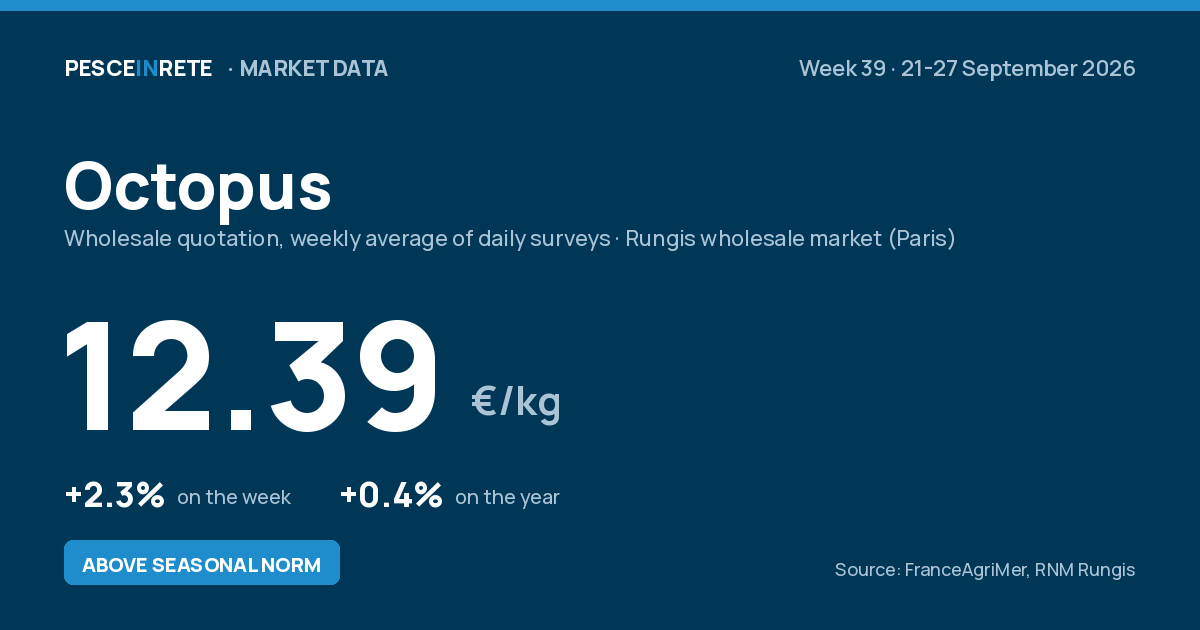 PESCEINRETE · MARKET DATA
Week 39 · 21-27 September 2026
Octopus
Wholesale quotation, weekly average of daily surveys · Rungis wholesale market (Paris)
12.39 €/kg
+2.3% on the week +0.4% on the year
ABOVE SEASONAL NORM
Source: FranceAgriMer, RNM Rungis